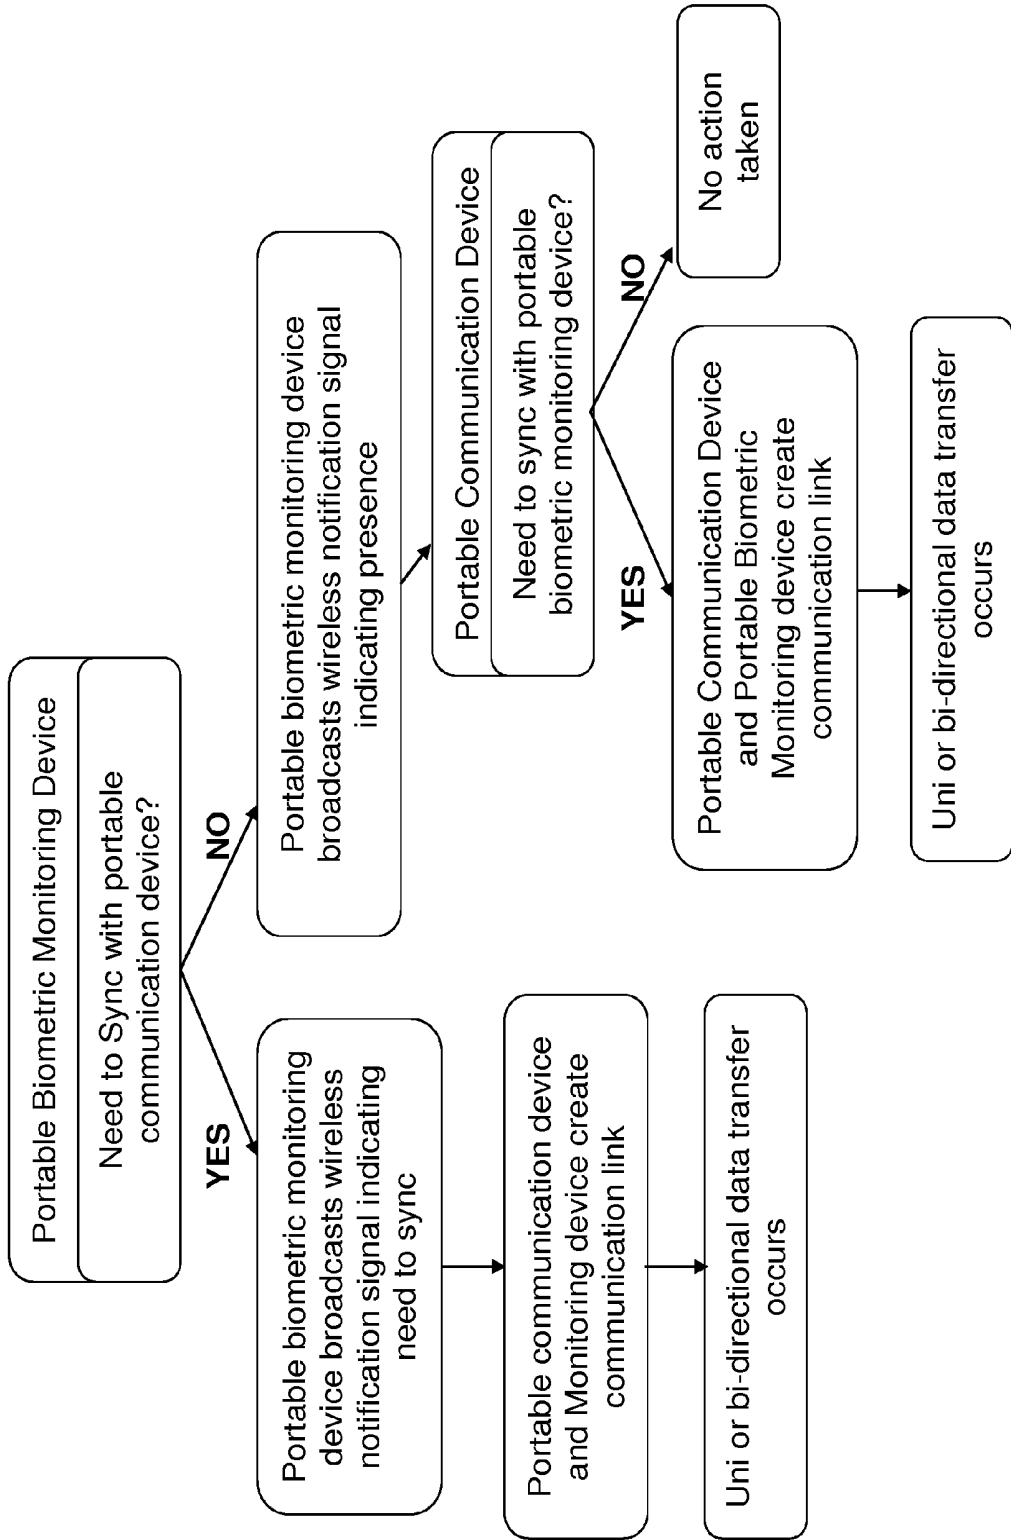 Portable Biometric Monitoring Device
Need to Sync with portable
communication device?
YES
NO
Portable biometric monitoring
device broadcasts wireless
notification signal indicating
need to sync
Portable biometric monitoring device
broadcasts wireless notification signal
indicating presence
Portable communication device
and Monitoring device create
communication link
Uni or bi-directional data transfer
occurs
Portable Communication Device
Need to sync with portable
biometric monitoring device?
YES
NO
Portable Communication Device
and Portable Biometric
Monitoring device create
communication link
No action
taken
Uni or bi-directional data transfer
occurs